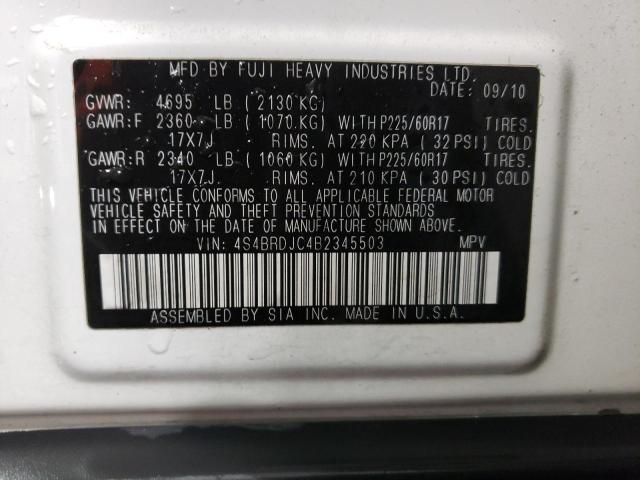 MFD BY FUJI HEAVY INDUSTRIES LTD.
DATE: 09/10
GVWR: 4695 LB ( 2130 KG)
GAWR:F 2360 LB ( 1070 KG) WITH P225/60R17 TIRES.
17X7J RIMS. AT 220 KPA ( 32 PSI) COLD
GAWR:R 2340 LB ( 1060 KG) WITH P225/60R17 TIRES.
17X7J. RIMS. AT 210 KPA ( 30 PSI) COLD
THIS VEHICLE CONFORMS TO ALL APPLICABLE FEDERAL MOTOR
VEHICLE SAFETY AND THEFT PREVENTION STANDARDS
IN EFFECT ON THE DATE OF MANUFACTURE SHOWN ABOVE.
VIN: 4S4BRDJC4B2345503 MPV
ASSEMBLED BY SIA INC. MADE IN U.S.A.